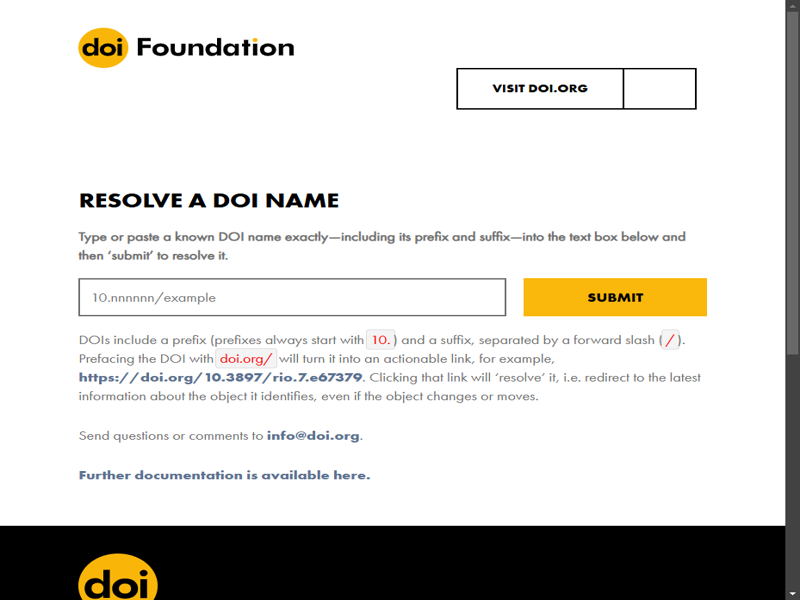 doi Foundation
VISIT DOI.ORG
RESOLVE A DOI NAME
Type or paste a known DOI name exactly—including its prefix and suffix—into the text box below and
then ‘submit’ to resolve it.
10.nnnnnn/example
SUBMIT
DOIs include a prefix (prefixes always start with 10. ) and a suffix, separated by a forward slash ( / ).
Prefacing the DOI with doi.org/ will turn it into an actionable link, for example,
https://doi.org/10.3897/rio.7.e67379. Clicking that link will ‘resolve’ it, i.e. redirect to the latest
information about the object it identifies, even if the object changes or moves.
Send questions or comments to info@doi.org.
Further documentation is available here.
doi